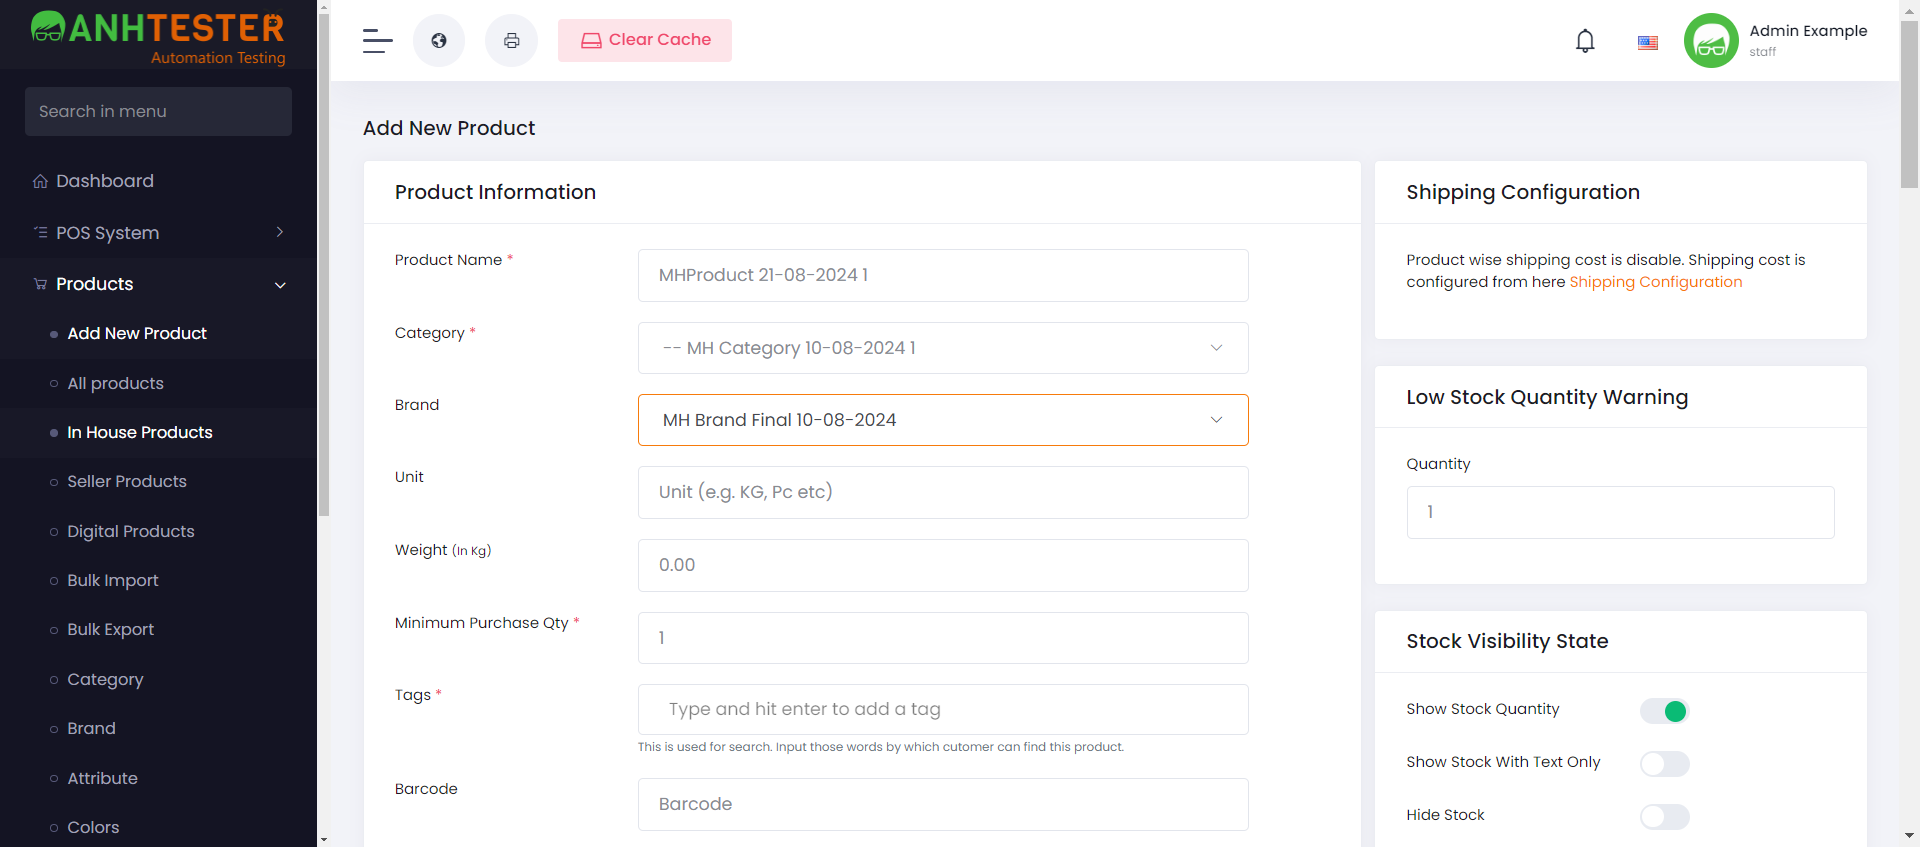 ANHTESTER
Automation Testing
Search in menu
Dashboard
POS System
Products
Add New Product
All products
In House Products
Seller Products
Digital Products
Bulk Import
Bulk Export
Category
Brand
Attribute
Colors
Clear Cache
Admin Example
staff
Add New Product
Product Information
Product Name *
MHProduct 21-08-2024 1
Category *
-- MH Category 10-08-2024 1
Brand
MH Brand Final 10-08-2024
Unit
Unit (e.g. KG, Pc etc)
Weight (In Kg)
0.00
Minimum Purchase Qty *
1
Tags *
Type and hit enter to add a tag
This is used for search. Input those words by which cutomer can find this product.
Barcode
Barcode
Shipping Configuration
Product wise shipping cost is disable. Shipping cost is
configured from here Shipping Configuration
Low Stock Quantity Warning
Quantity
1
Stock Visibility State
Show Stock Quantity
Show Stock With Text Only
Hide Stock